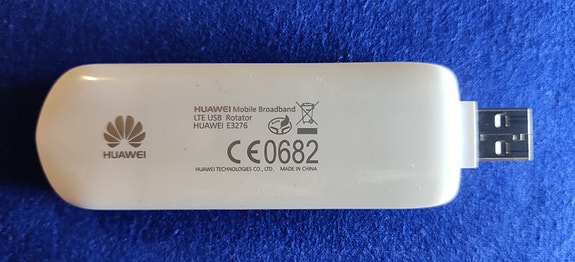 HUAWEI
HUAWEI Mobile Broadband
LTE USB Rotator
HUAWEI E3276
CE0682
HUAWEI TECHNOLOGIES CO., LTD. MADE IN CHINA